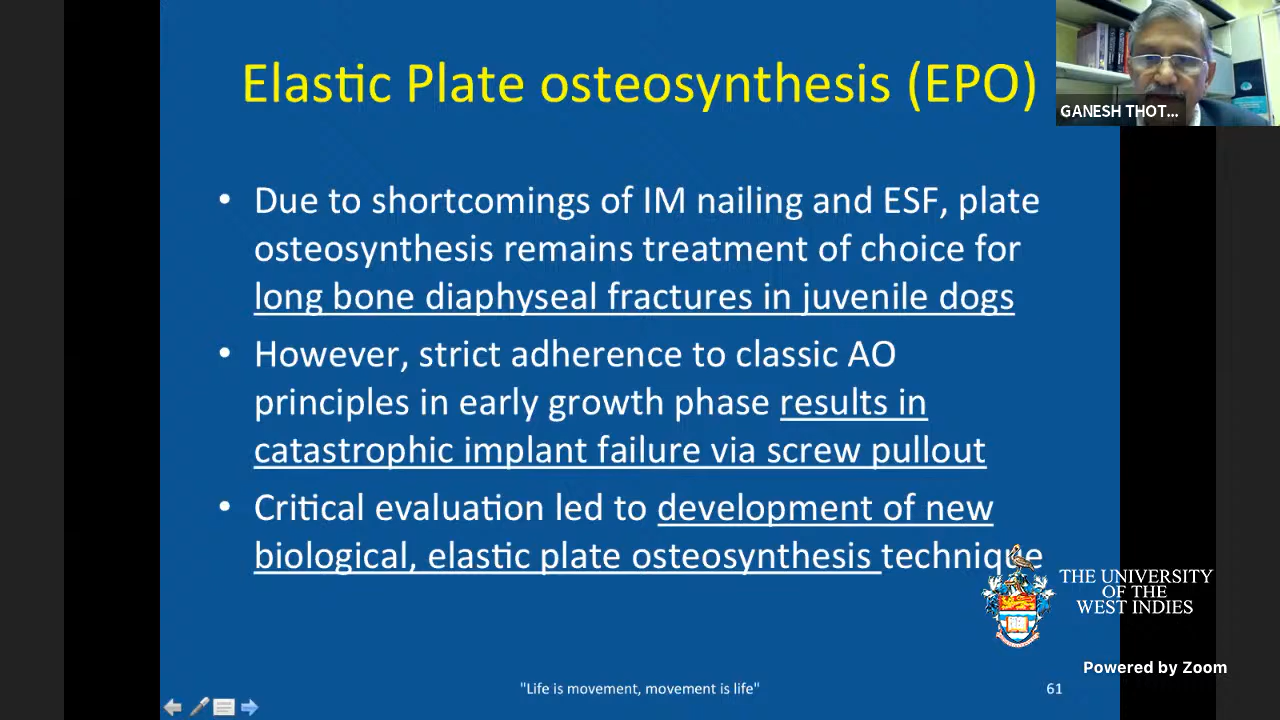 Elastic Plate osteosynthesis (EPO)
GANESH THOT...
• Due to shortcomings of IM nailing and ESF, plate
osteosynthesis remains treatment of choice for
long bone diaphyseal fractures in juvenile dogs
• However, strict adherence to classic AO
principles in early growth phase results in
catastrophic implant failure via screw pullout
• Critical evaluation led to development of new
biological, elastic plate osteosynthesis technique
THE UNIVERSITY
OF THE
WEST INDIES
Powered by Zoom
"Life is movement, movement is life"
61